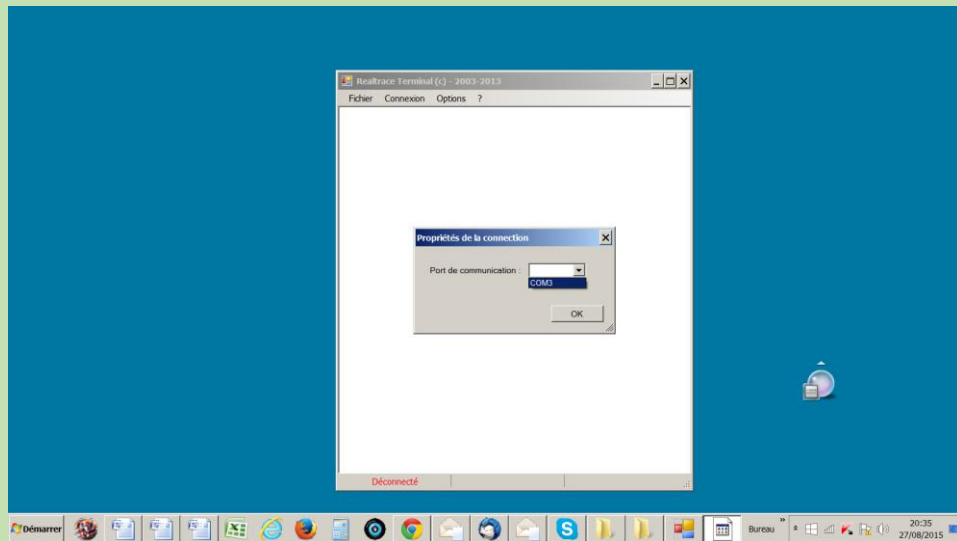 Realtrace Terminal (c) - 2003-2013
Fichier Connexion Options ?
Propriétés de la connection
Port de communication :
COM3
OK
Déconnecté
Démarrer
Bureau
20:35
27/08/2015